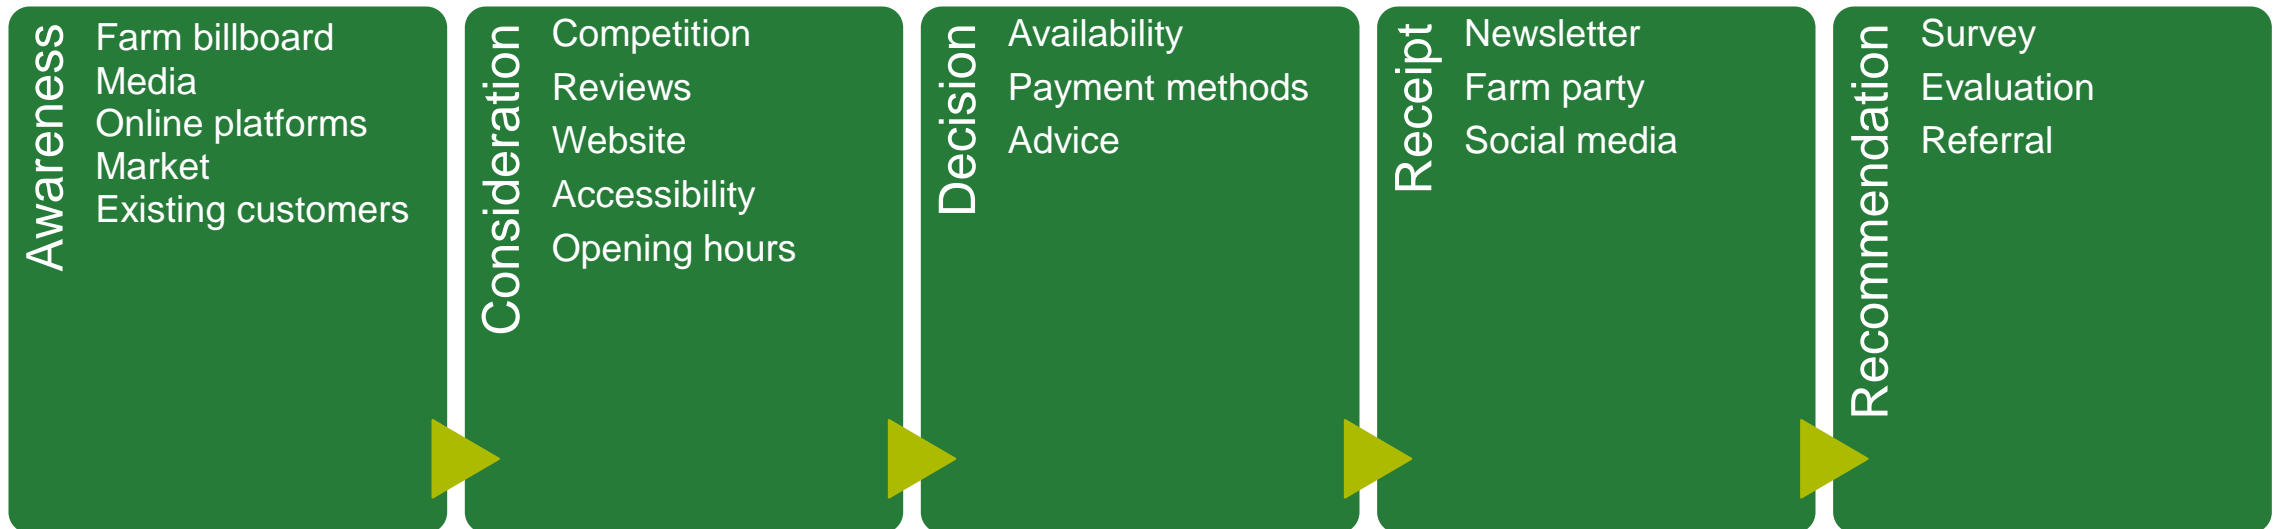 Awareness
Farm billboard
Media
Online platforms
Market
Existing customers
Consideration
Competition
Reviews
Website
Accessibility
Opening hours
Decision
Availability
Payment methods
Advice
Receipt
Newsletter
Farm party
Social media
Recommendation
Survey
Evaluation
Referral